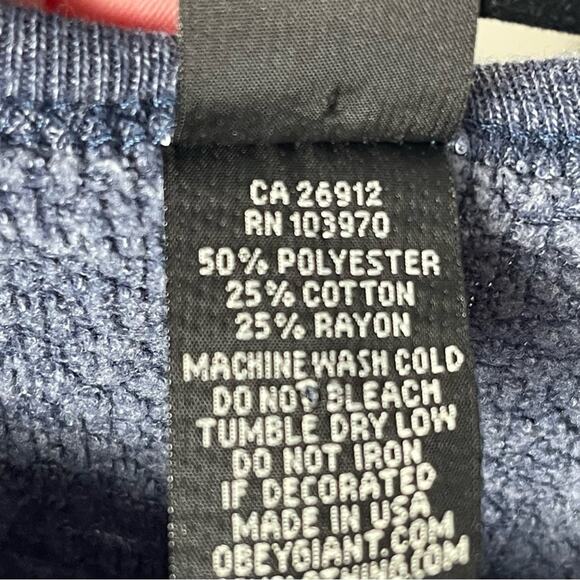 CA 26912
RN 103970
50% POLYESTER
25% COTTON
25% RAYON
MACHINE WASH COLD
DO NOT BLEACH
TUMBLE DRY LOW
DO NOT IRON
IF DECORATED
MADE IN USA
OBEYGIANT.COM